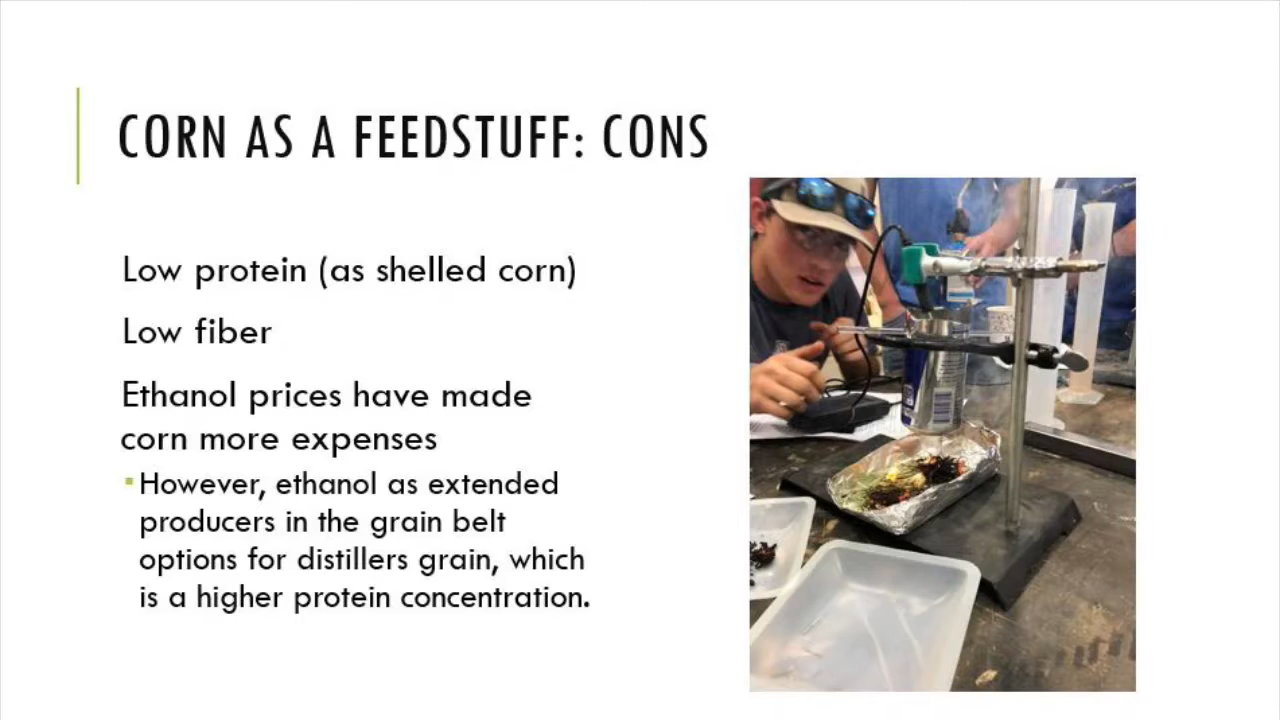 CORN AS A FEEDSTUFF: CONS
Low protein (as shelled corn)
Low fiber
Ethanol prices have made
corn more expenses
However, ethanol as extended
producers in the grain belt
options for distillers grain, which
is a higher protein concentration.